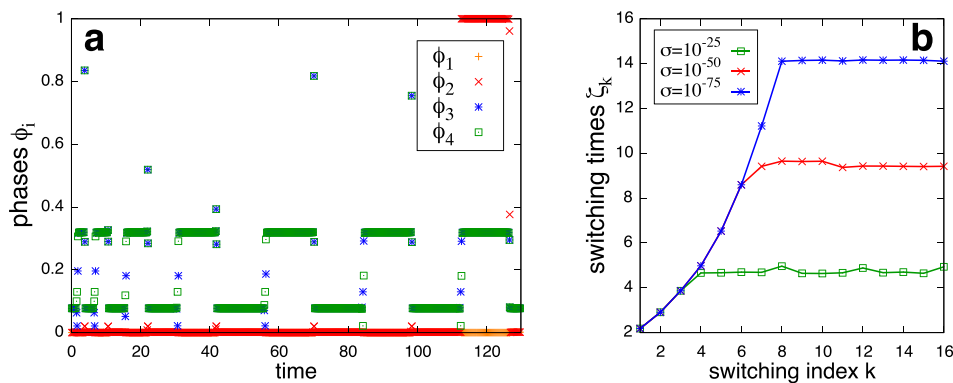 a
1
0.8
0.6
0.4
0.2
0
phases ϕi
ϕ1
ϕ2
ϕ3
ϕ4
0 20 40 60 80 100 120
time
b
16
14
12
10
8
6
4
2
switching times ζk
σ=10-25
σ=10-50
σ=10-75
2 4 6 8 10 12 14 16
switching index k